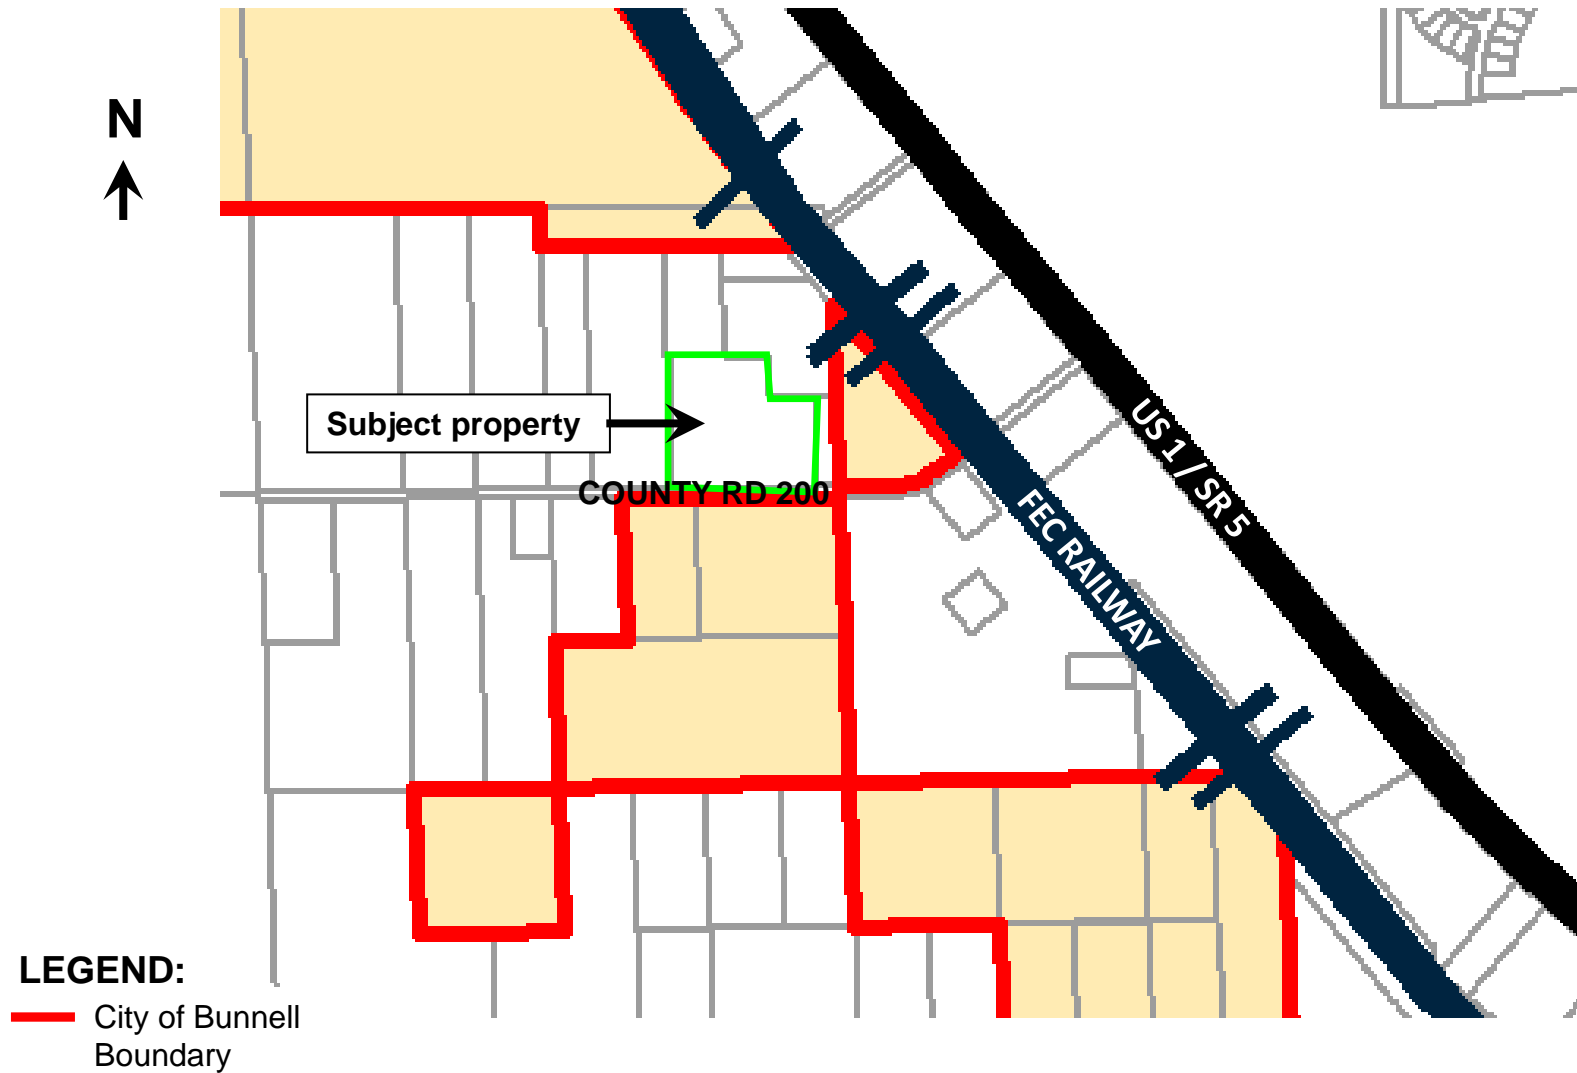 N
Subject property
COUNTY RD 200
US 1 / SR 5
FEC RAILWAY
LEGEND:
City of Bunnell
Boundary